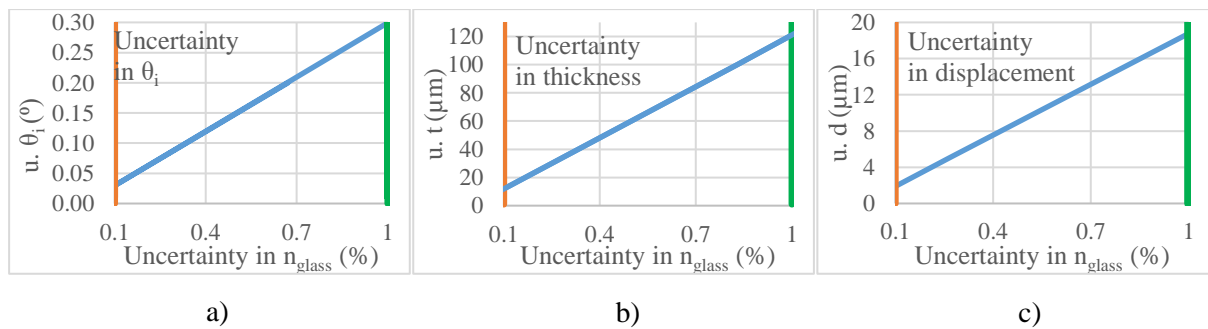 0.30
0.25
0.20
0.15
0.10
0.05
0.00
u. θi (º)
Uncertainty
in θi
0.1 0.4 0.7 1
Uncertainty in nglass (%)
a)
120
100
80
60
40
20
0
u. t (µm)
Uncertainty
in thickness
0.1 0.4 0.7 1
Uncertainty in nglass (%)
b)
20
16
12
8
4
0
u. d (µm)
Uncertainty
in displacement
0.1 0.4 0.7 1
Uncertainty in nglass (%)
c)